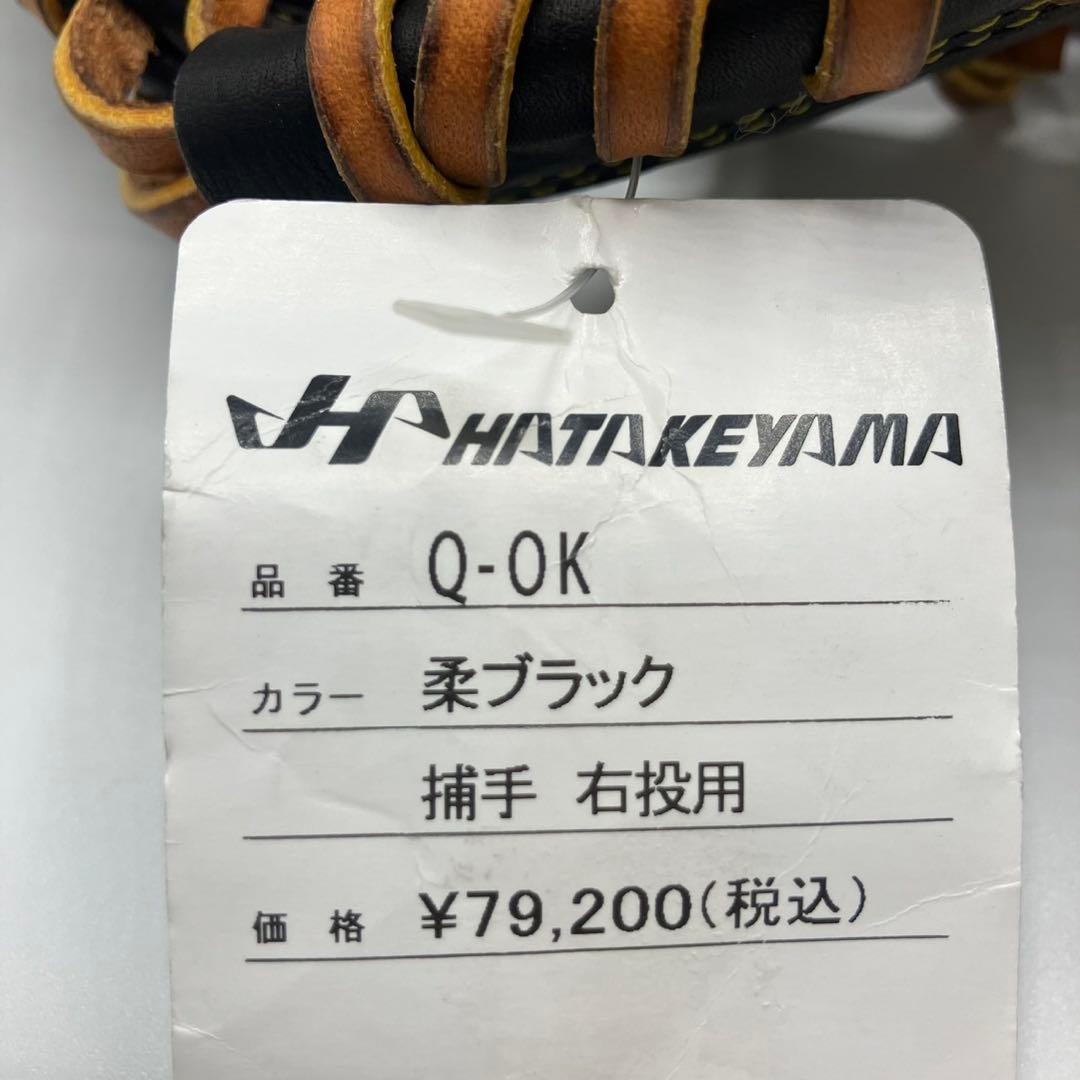 HATAKEYAMA
品番 Q-OK
カラー 柔ブラック
捕手 右投用
価格 ¥79,200(税込)